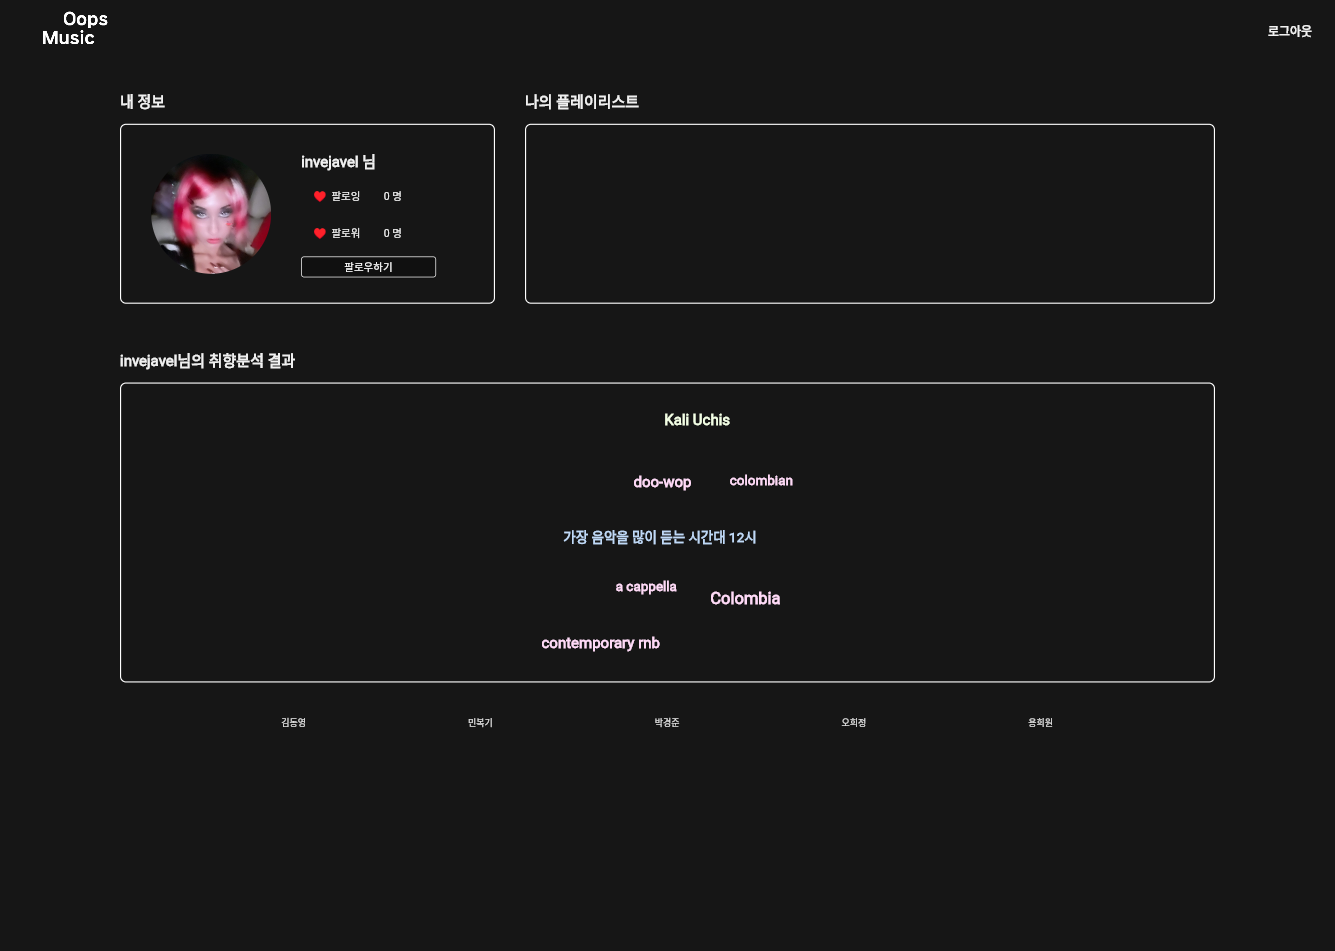 Oops
Music
로그아웃
내 정보
나의 플레이리스트
invejavel 님
팔로잉 0 명
팔로워 0 명
팔로우하기
invejavel님의 취향분석 결과
Kali Uchis
doo-wop colombian
가장 음악을 많이 듣는 시간대 12시
a cappella
Colombia
contemporary rnb
김동영 민복기 박경준 오희정 용희원